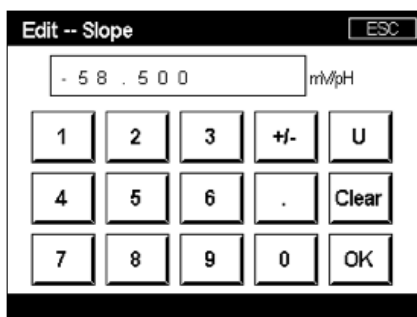 Edit -- Slope ESC
- 5 8 . 5 0 0 mV/pH
1 2 3 +/- U
4 5 6 . Clear
7 8 9 0 OK